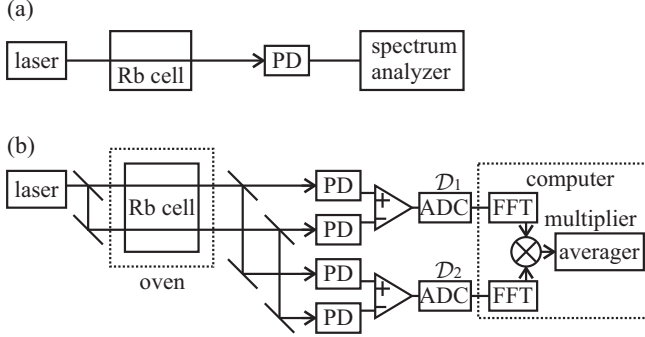 (a)
laser
Rb cell
PD
spectrum
analyzer
(b)
laser
Rb cell
oven
PD
PD
PD
PD
+
−
+
−
𝒟1
ADC
𝒟2
ADC
computer
FFT
multiplier
averager
FFT